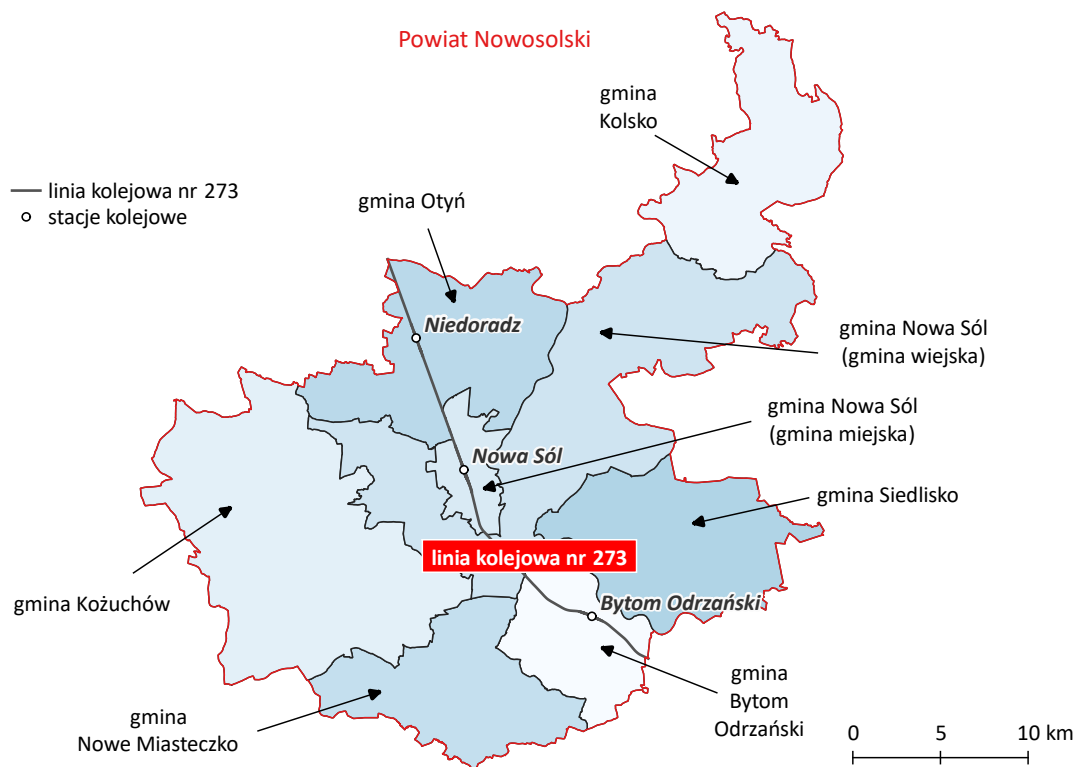 Powiat Nowosolski
gmina
Kolsko
linia kolejowa nr 273
stacje kolejowe
gmina Otyń
Niedoradz
gmina Nowa Sól
(gmina wiejska)
gmina Nowa Sól
(gmina miejska)
Nowa Sól
gmina Siedlisko
linia kolejowa nr 273
gmina Kożuchów
Bytom Odrzański
gmina
Bytom
Odrzański
gmina
Nowe Miasteczko
0 5 10 km